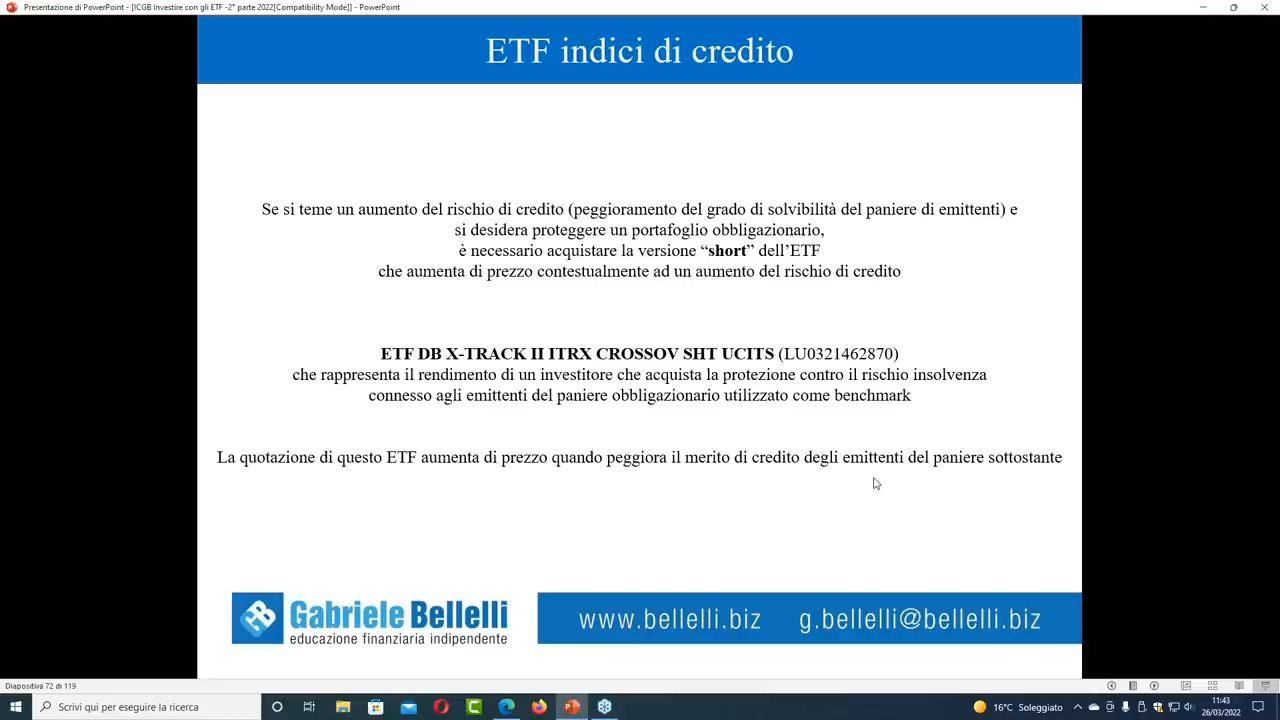 Presentazione di PowerPoint - [ICGB Investire con gli ETF -2° parte 2022[Compatibility Mode]] - PowerPoint
ETF indici di credito
Se si teme un aumento del rischio di credito (peggioramento del grado di solvibilità del paniere di emittenti) e
si desidera proteggere un portafoglio obbligazionario,
è necessario acquistare la versione “short” dell’ETF
che aumenta di prezzo contestualmente ad un aumento del rischio di credito
ETF DB X-TRACK II ITRX CROSSOV SHT UCITS (LU0321462870)
che rappresenta il rendimento di un investitore che acquista la protezione contro il rischio insolvenza
connesso agli emittenti del paniere obbligazionario utilizzato come benchmark
La quotazione di questo ETF aumenta di prezzo quando peggiora il merito di credito degli emittenti del paniere sottostante
Gabriele Bellelli
educazione finanziaria indipendente
www.bellelli.biz g.bellelli@bellelli.biz
Diapositiva 72 di 119
Scrivi qui per eseguire la ricerca
16°C Soleggiato
11:43
26/03/2022